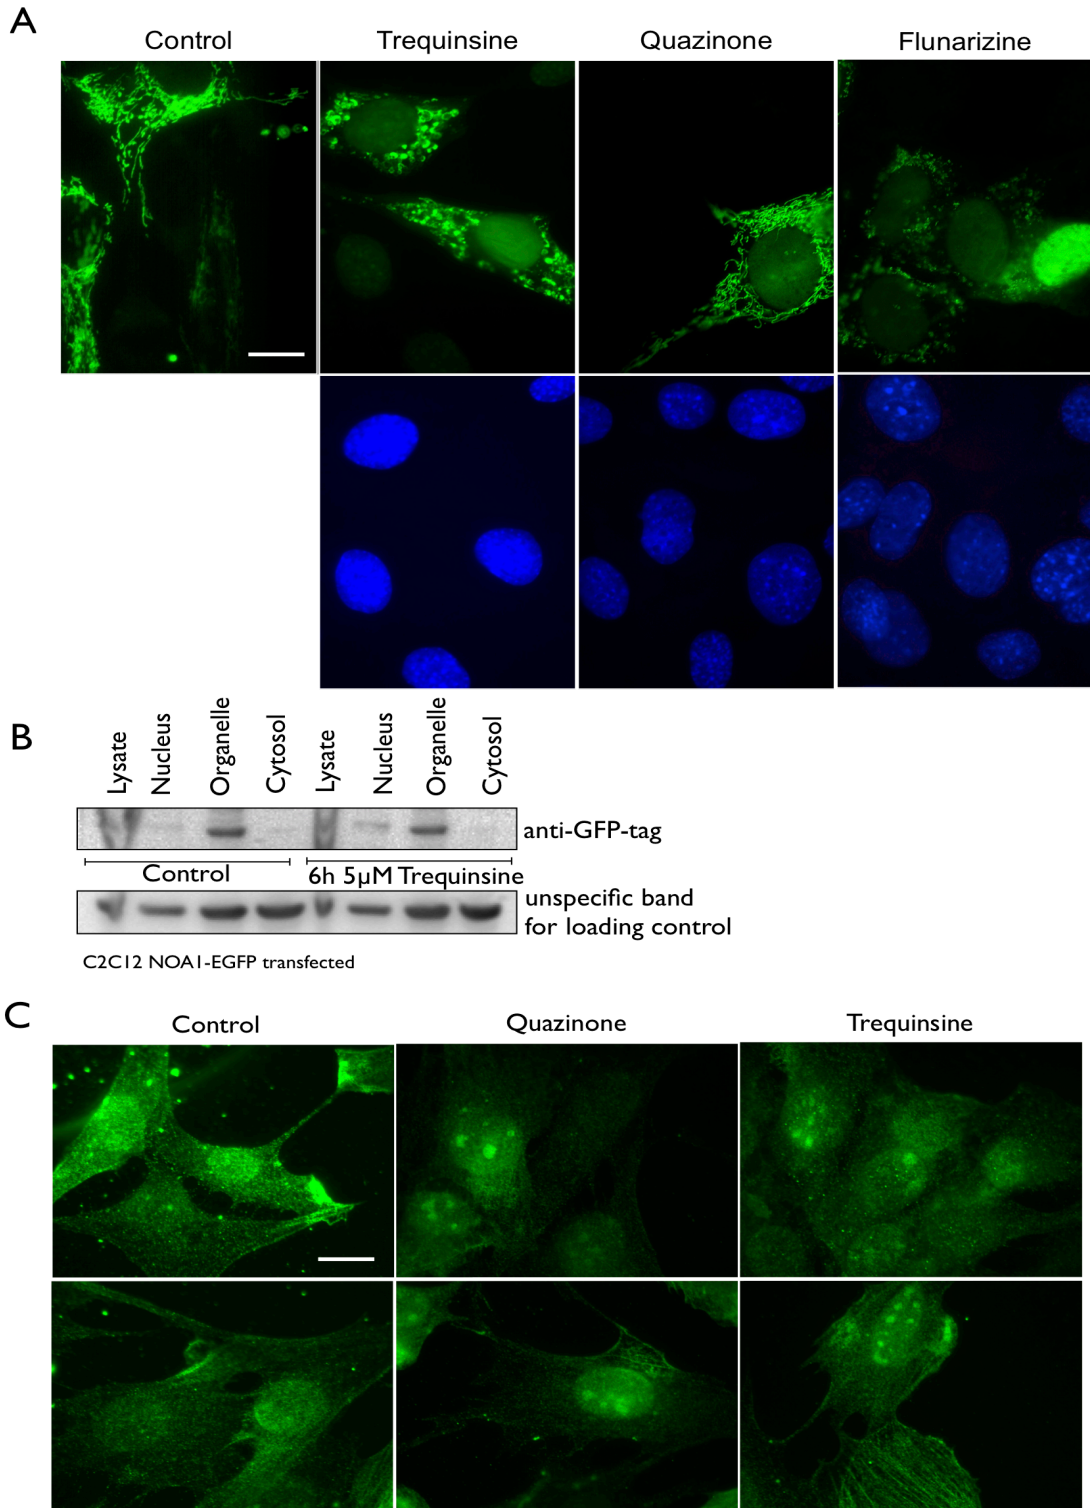 A
Control Trequinsine Quazinone Flunarizine
B
Lysate Nucleus Organelle Cytosol Lysate Nucleus Organelle Cytosol
anti-GFP-tag
Control 6h 5µM Trequinsine
unspecific band
for loading control
C2C12 NOA1-EGFP transfected
C
Control Quazinone Trequinsine